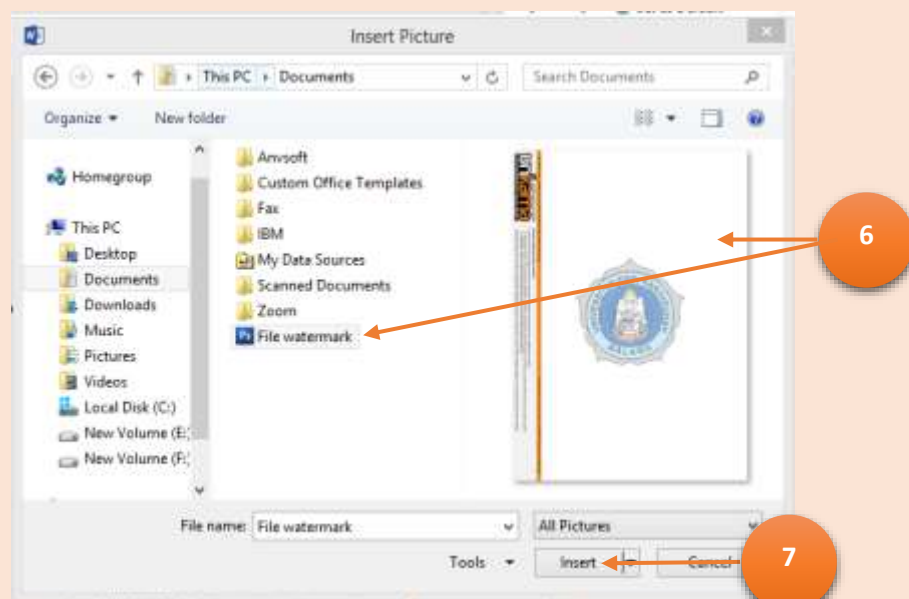 Insert Picture
This PC Documents
Search Documents
Organize
New folder
Homegroup
This PC
Desktop
Documents
Downloads
Music
Pictures
Videos
Local Disk (C:)
New Volume (E:
New Volume (F:
Anvsoft
Custom Office Templates
Fax
IBM
My Data Sources
Scanned Documents
Zoom
File watermark
6
File name: File watermark
All Pictures
Tools
Insert
Cancel
7